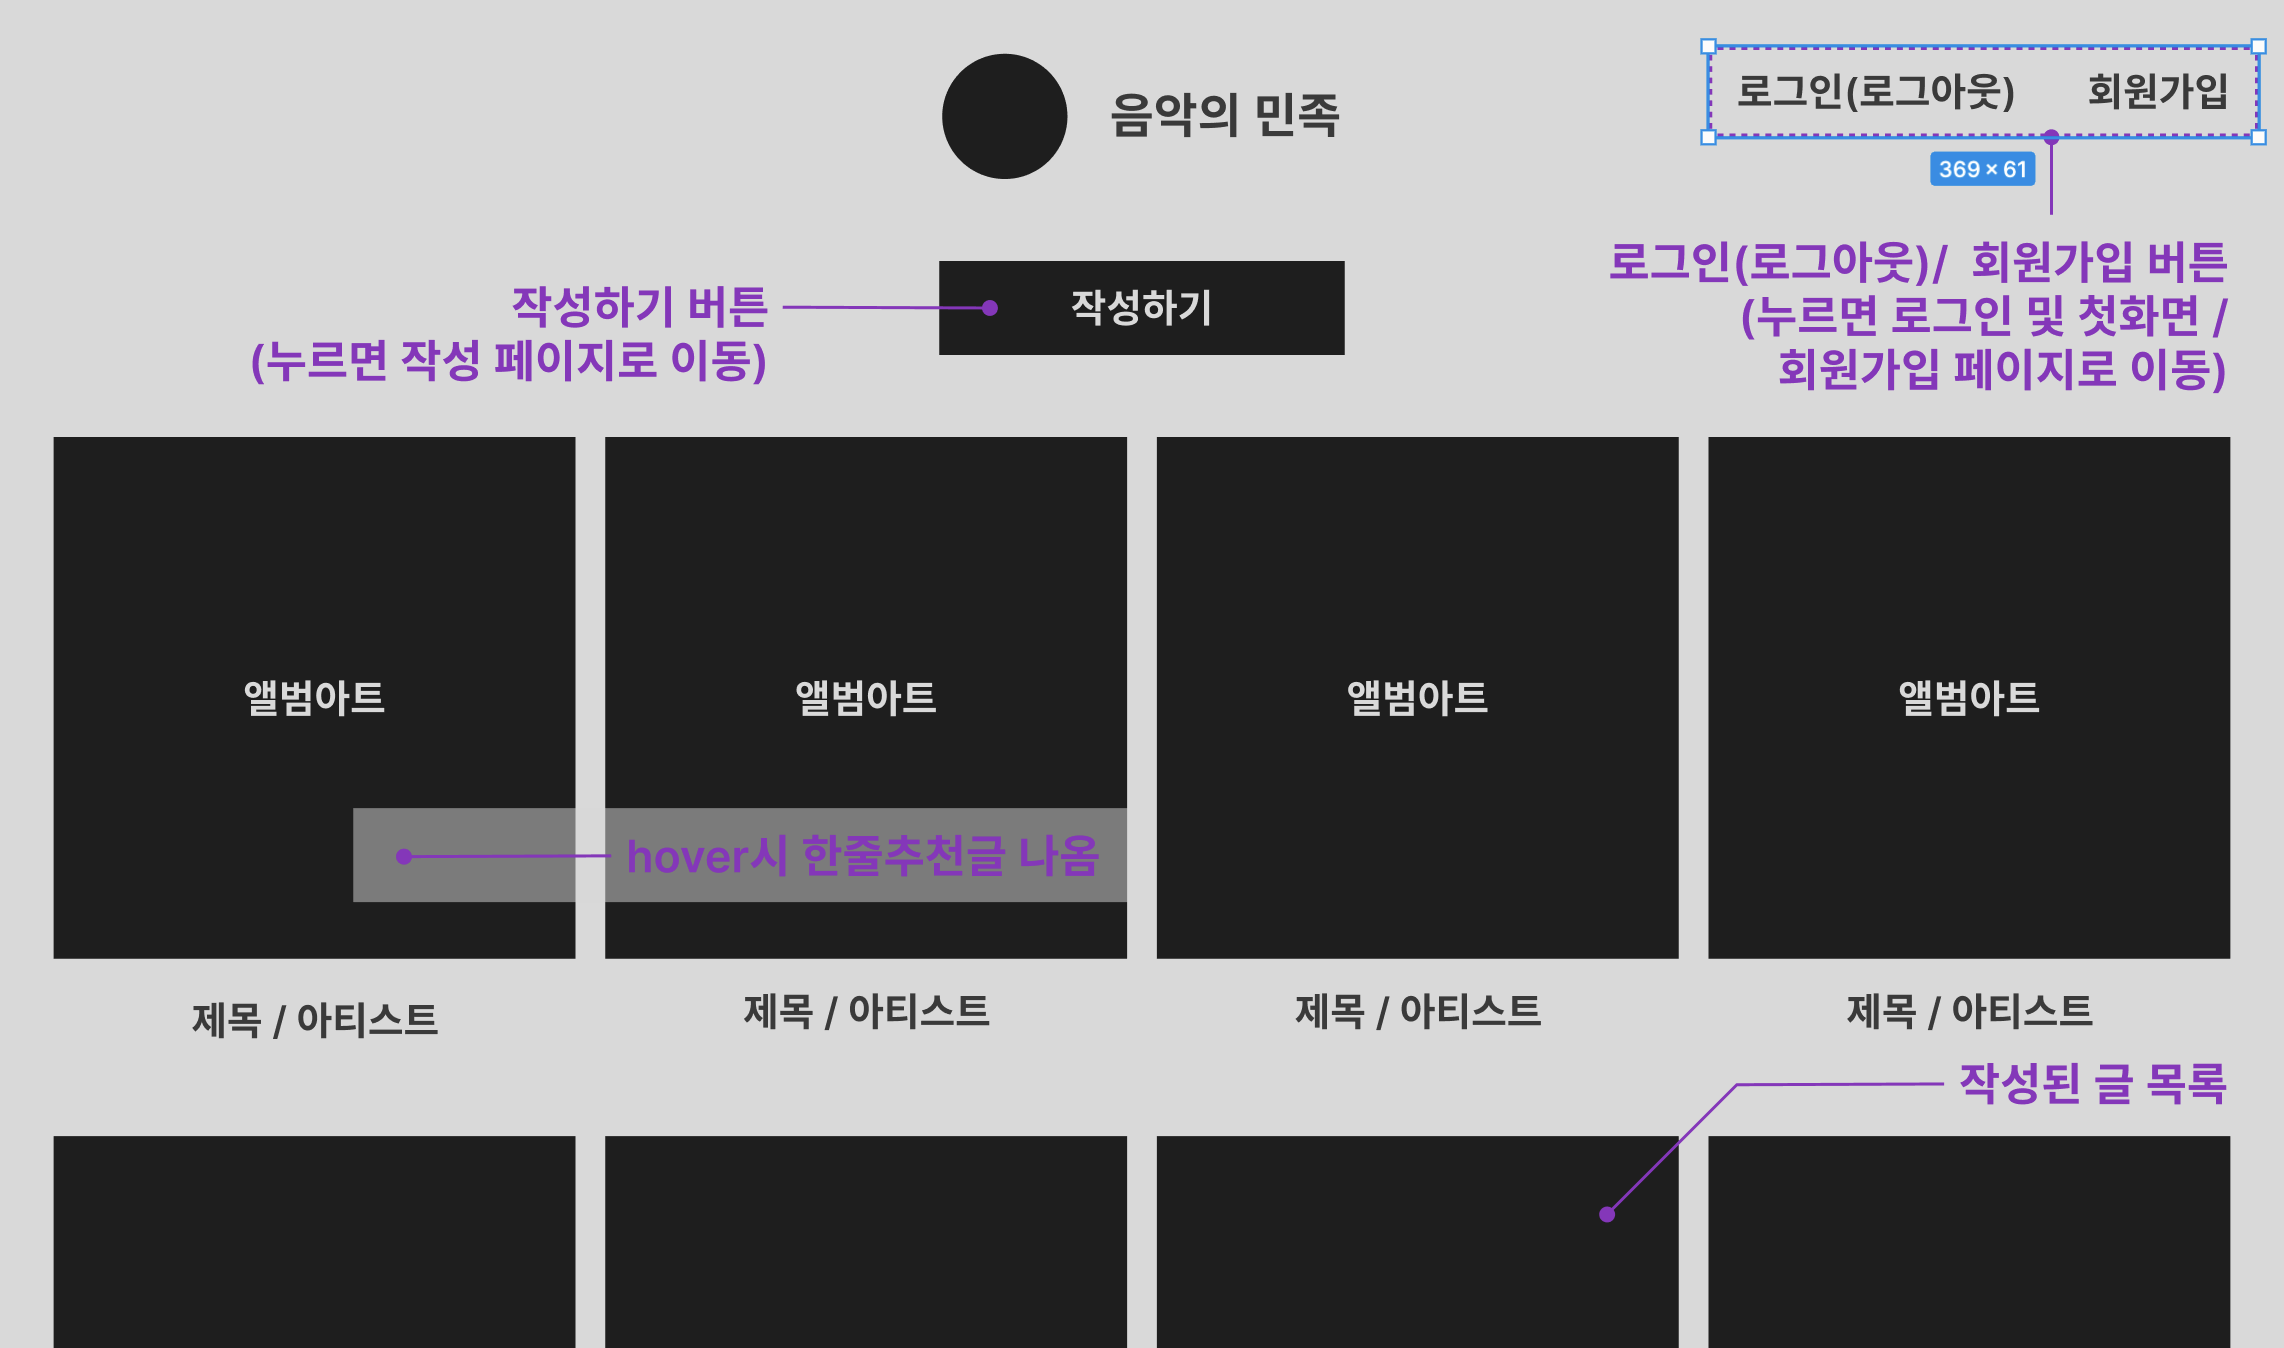 음악의 민족
로그인(로그아웃) 회원가입
369 × 61
로그인(로그아웃)/ 회원가입 버튼
(누르면 로그인 및 첫화면 /
회원가입 페이지로 이동)
작성하기 버튼
(누르면 작성 페이지로 이동)
작성하기
앨범아트
앨범아트
앨범아트
앨범아트
hover시 한줄추천글 나옴
제목 / 아티스트
제목 / 아티스트
제목 / 아티스트
제목 / 아티스트
작성된 글 목록